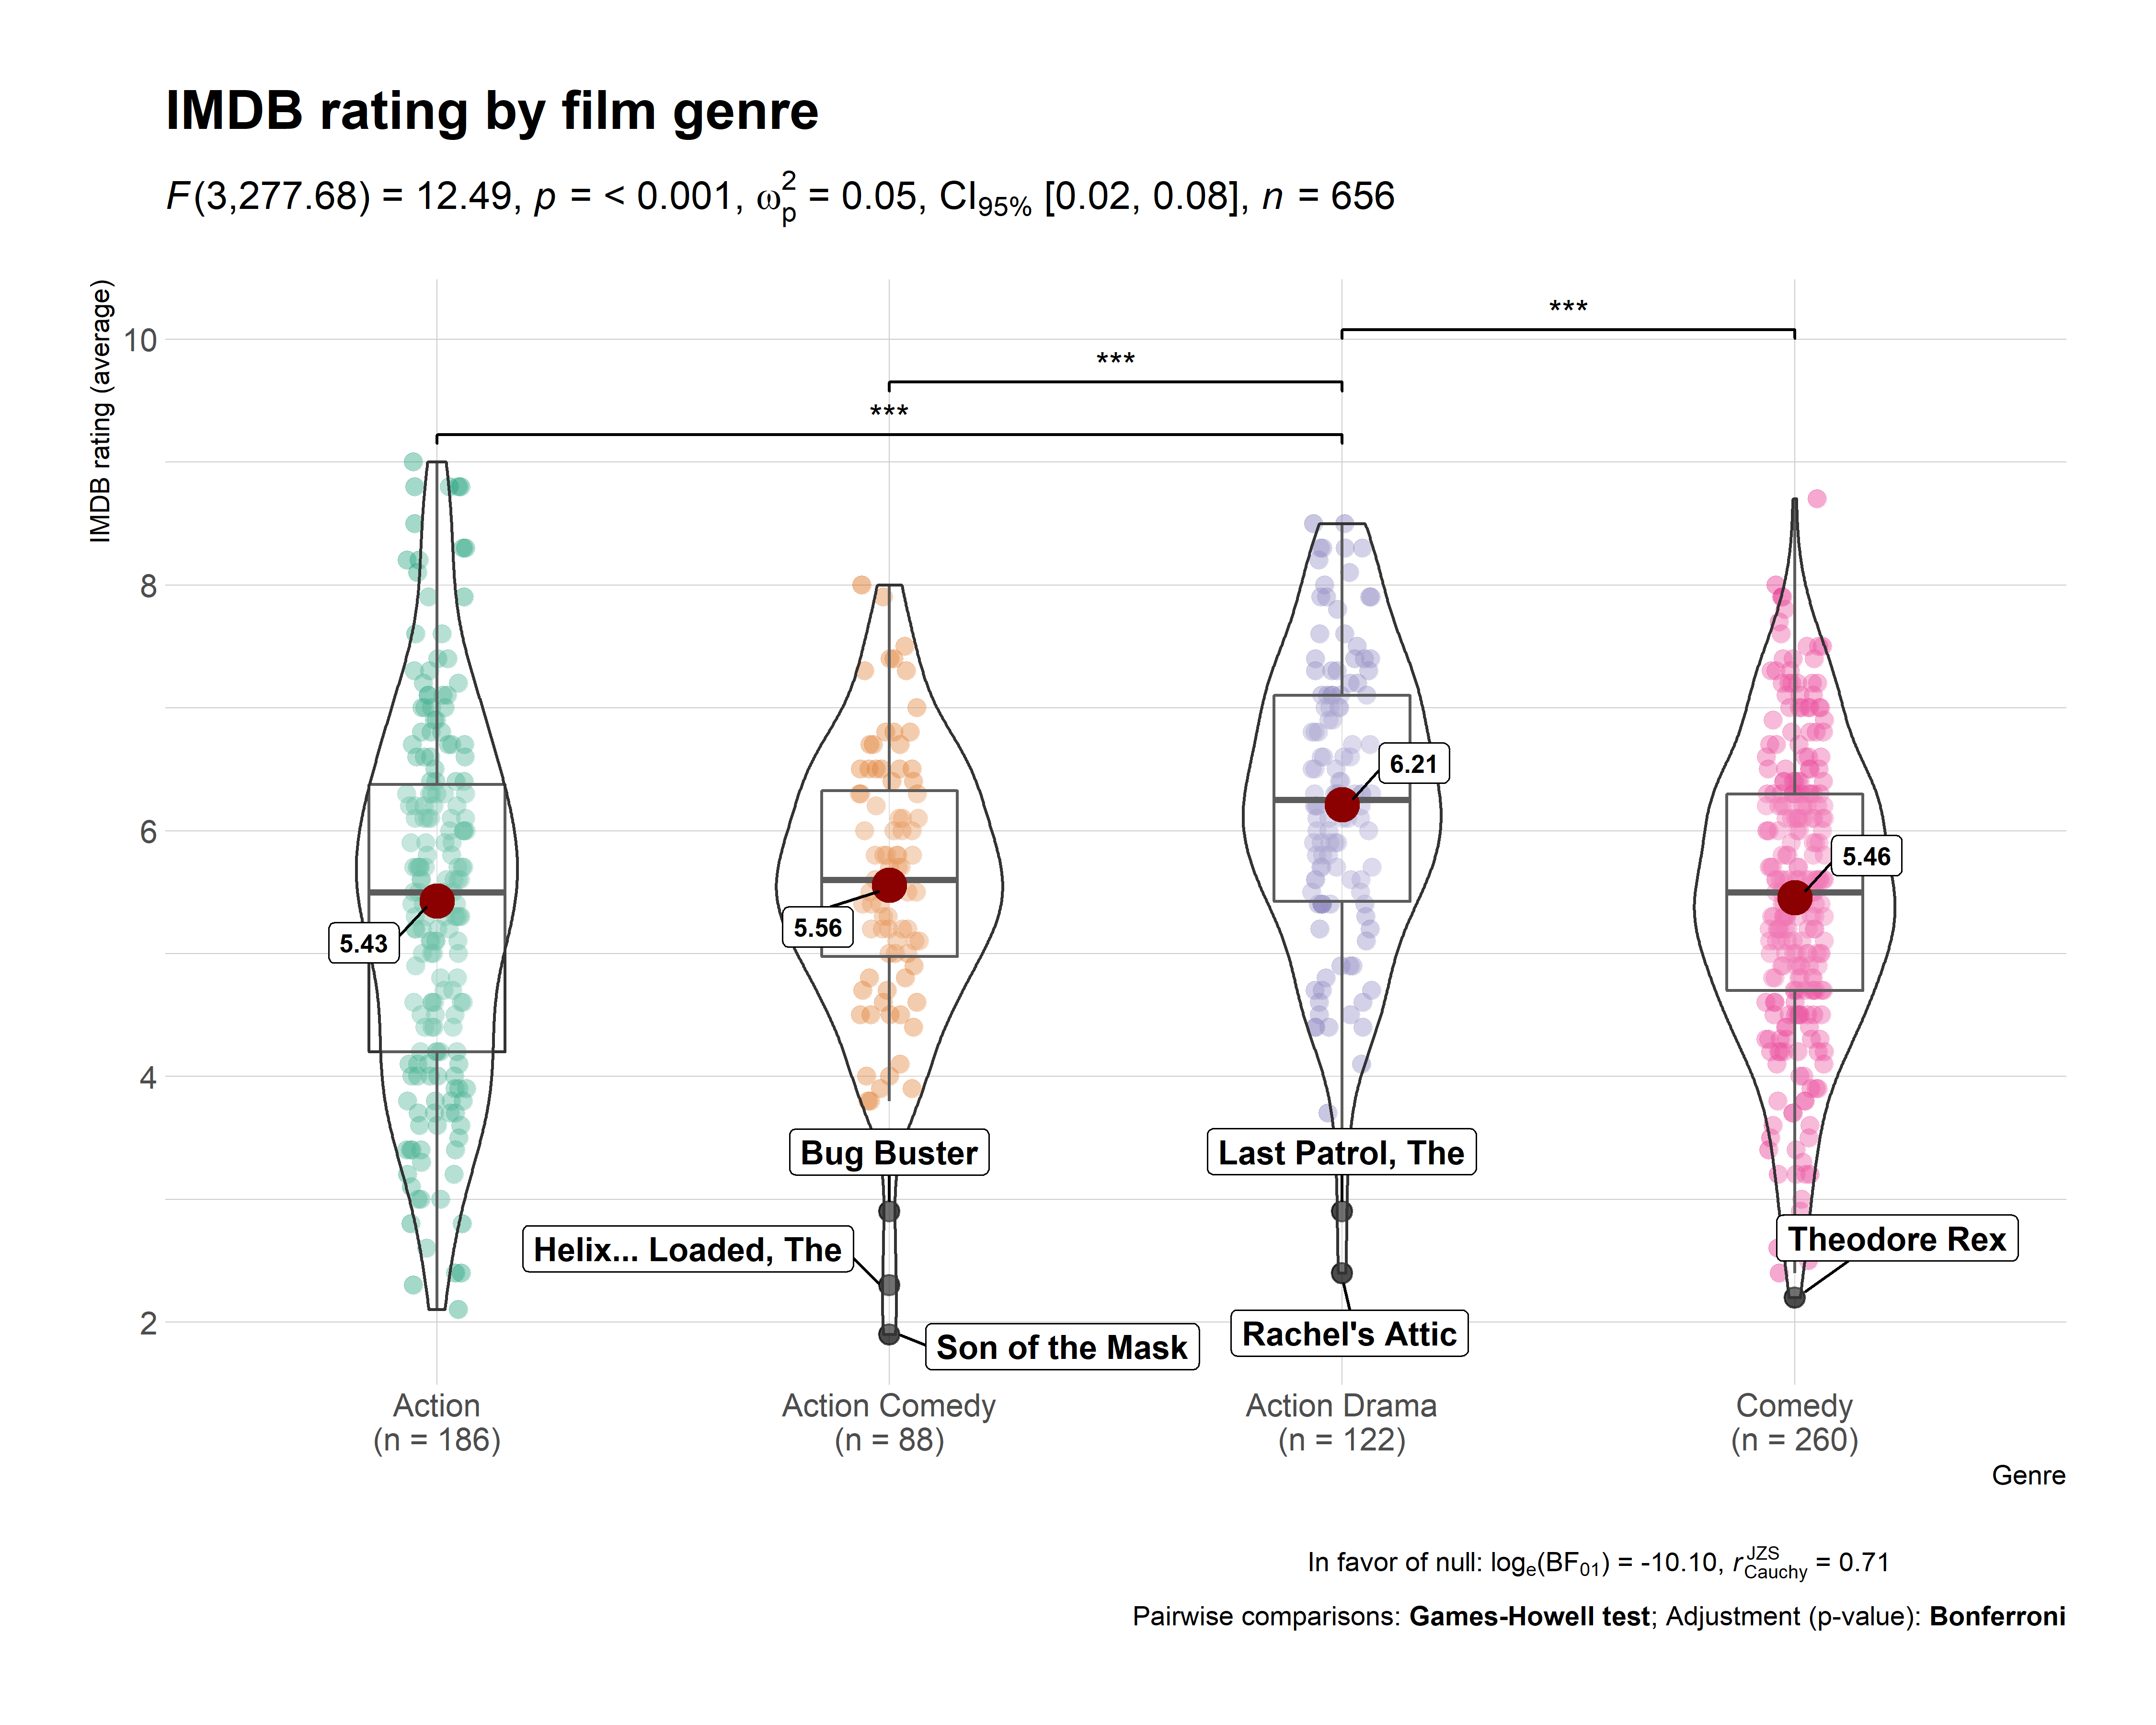 IMDB rating by film genre
F(3,277.68) = 12.49, p = < 0.001, ω²ₚ = 0.05, CI₉₅% [0.02, 0.08], n = 656
IMDB rating (average)
10
8
6
4
2
***
***
***
5.43
5.56
6.21
5.46
Bug Buster
Last Patrol, The
Helix... Loaded, The
Theodore Rex
Son of the Mask
Rachel's Attic
Action
(n = 186)
Action Comedy
(n = 88)
Action Drama
(n = 122)
Comedy
(n = 260)
Genre
In favor of null: logₑ(BF₀₁) = -10.10, r JZS Cauchy = 0.71
Pairwise comparisons: Games-Howell test; Adjustment (p-value): Bonferroni